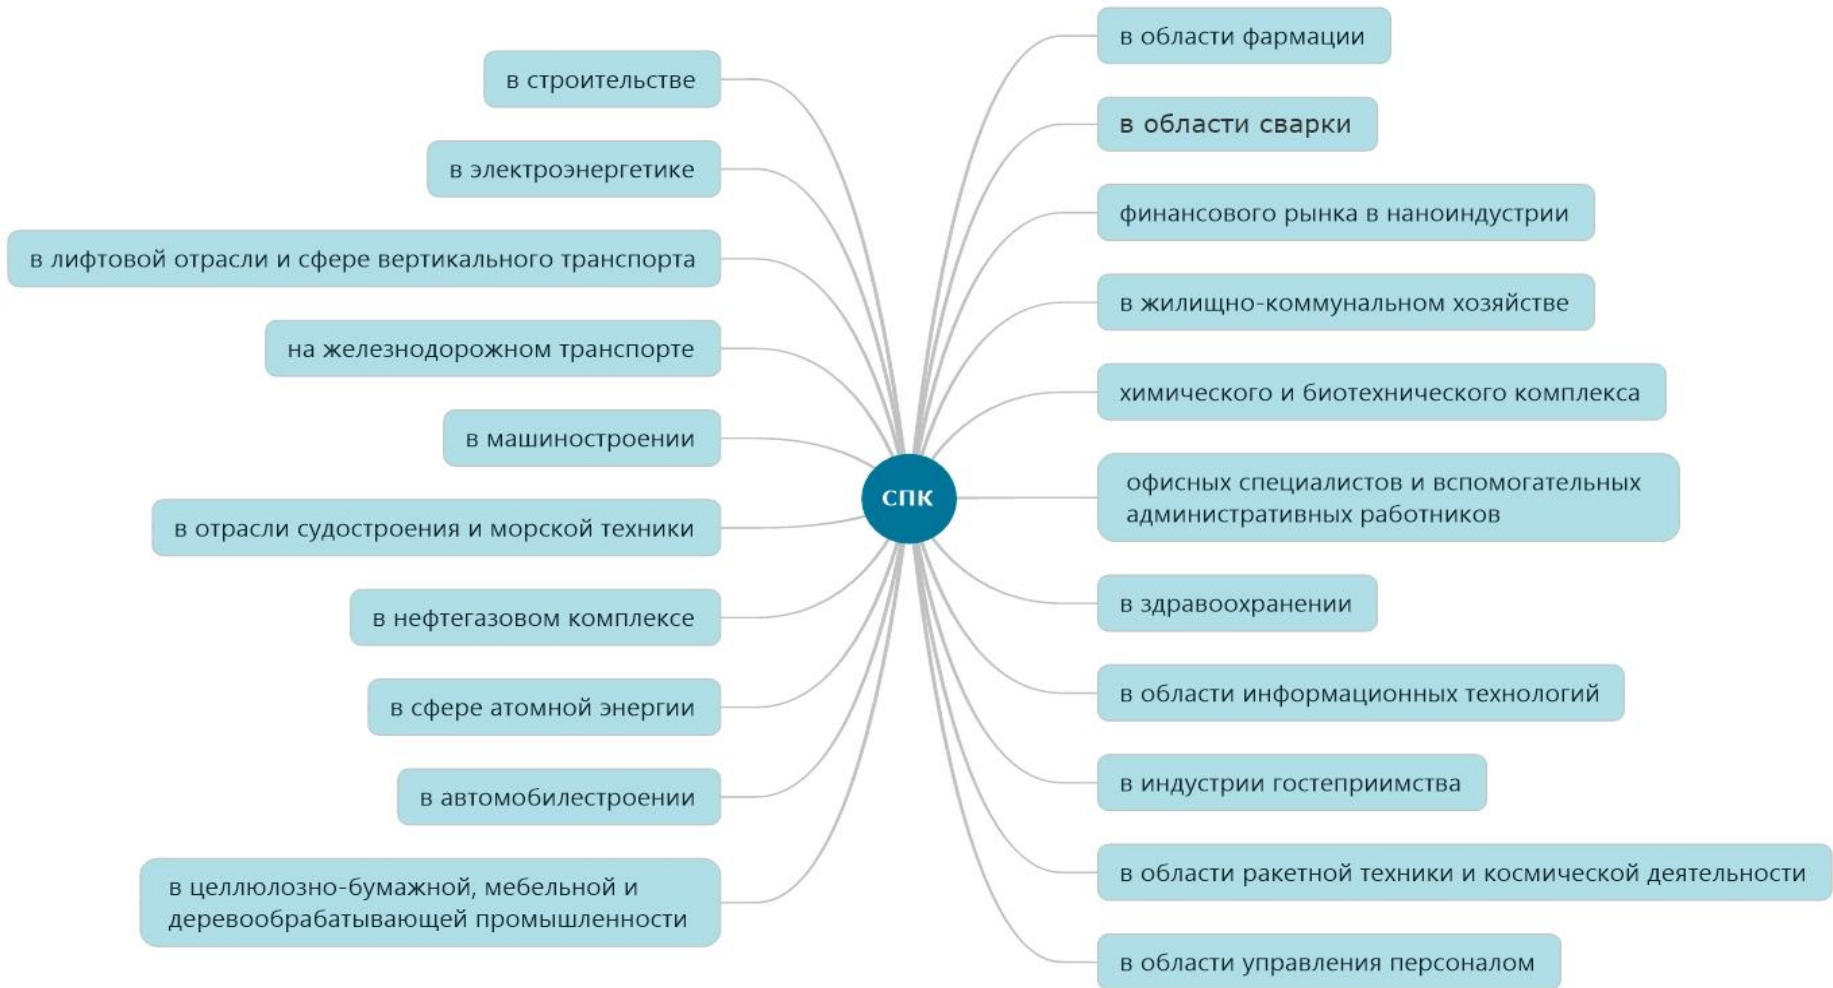 в строительстве
в электроэнергетике
в лифтовой отрасли и сфере вертикального транспорта
на железнодорожном транспорте
в машиностроении
в отрасли судостроения и морской техники
в нефтегазовом комплексе
в сфере атомной энергии
в автомобилестроении
в целлюлозно-бумажной, мебельной и
деревообрабатывающей промышленности
СПК
в области фармации
в области сварки
финансового рынка в наноиндустрии
в жилищно-коммунальном хозяйстве
химического и биотехнического комплекса
офисных специалистов и вспомогательных
административных работников
в здравоохранении
в области информационных технологий
в индустрии гостеприимства
в области ракетной техники и космической деятельности
в области управления персоналом